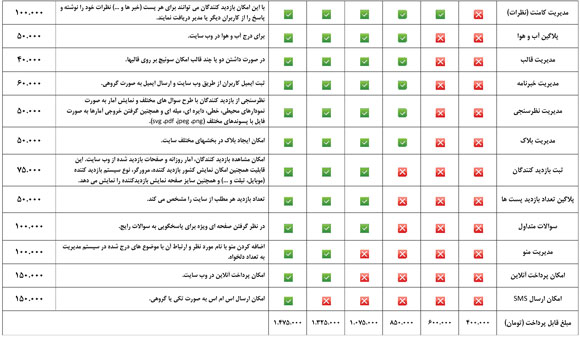 مدیریت کامنت (نظرات)
با این امکان بازدید کنندگان می توانند برای هر پست (خبر ها و ...) نظرات خود را نوشته و
پاسخ را از کاربران دیگر یا مدیر دریافت نمایند.
۱۰۰.۰۰۰
پلاگین آب و هوا
برای درج آب و هوا در وب سایت.
۵۰.۰۰۰
مدیریت قالب
در صورت داشتن دو یا چند قالب امکان سوئیچ بر روی قالبها.
۴۰.۰۰۰
مدیریت خبرنامه
ثبت ایمیل کاربران از طریق وب سایت و ارسال ایمیل به صورت گروهی.
۶۰.۰۰۰
مدیریت نظرسنجی
نظرسنجی از بازدید کنندگان با طرح سوال های مختلف و نمایش آمار به صورت
نمودارهای محیطی، خطی، دایره ای، میله ای و همچنین گرفتن خروجی آمارها به صورت
فایل با پسوندهای مختلف (svg ،pdf ،jpeg ،png).
۵۰.۰۰۰
مدیریت بلاک
امکان ایجاد بلاک در بخشهای مختلف سایت.
۵۰.۰۰۰
ثبت بازدید کنندگان
امکان مشاهده بازدید کنندگان، آمار روزانه و صفحات بازدید شده از وب سایت. این
قابلیت همچنین امکان نمایش کشور بازدید کننده، مرورگر، نوع سیستم بازدید کننده
(موبایل، تبلت و ...) و همچنین سایز صفحه نمایش بازدیدکننده را نمایش می دهد.
۷۵.۰۰۰
پلاگین تعداد بازدید پست ها
تعداد بازدید هر مطلب از سایت را مشخص می کند.
۵۰.۰۰۰
سوالات متداول
در نظر گرفتن صفحه ای ویژه برای پاسخگویی به سوالات رایج.
۱۰۰.۰۰۰
مدیریت منو
اضافه کردن منو با نام مورد نظر و ارتباط آن با موضوع های درج شده در سیستم مدیریت
به تعداد دلخواه.
۱۰۰.۰۰۰
امکان پرداخت آنلاین
امکان پرداخت آنلاین در وب سایت.
۱۵۰.۰۰۰
امکان ارسال SMS
امکان ارسال اس ام اس به صورت تکی یا گروهی.
۱۵۰.۰۰۰
مبلغ قابل پرداخت (تومان)
۴۰۰.۰۰۰
۶۰۰.۰۰۰
۸۵۰.۰۰۰
۱.۰۷۵.۰۰۰
۱.۳۲۵.۰۰۰
۱.۴۷۵.۰۰۰